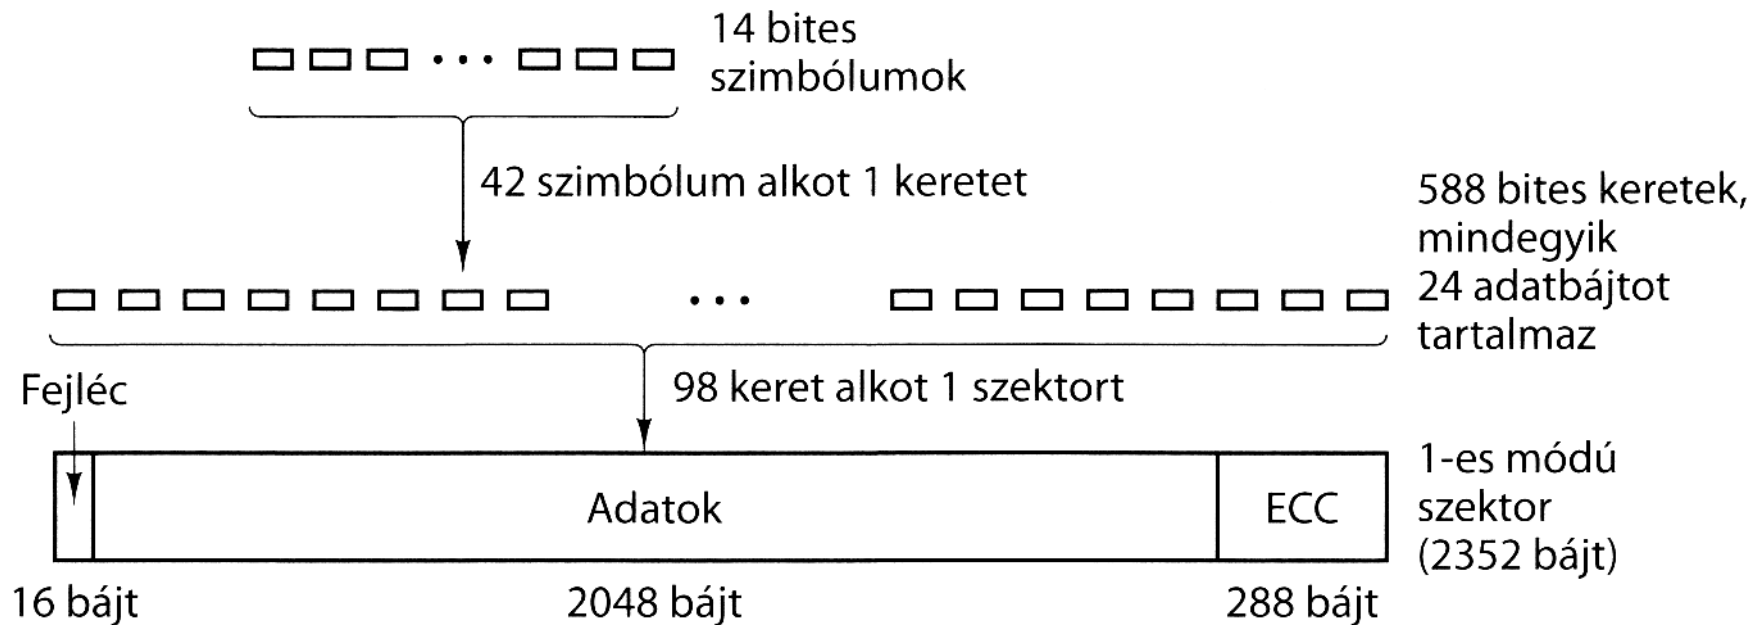 14 bites
szimbólumok
42 szimbólum alkot 1 keretet
588 bites keretek,
mindegyik
24 adatbájtot
tartalmaz
98 keret alkot 1 szektort
Fejléc
Adatok
ECC
1-es módú
szektor
(2352 bájt)
16 bájt
2048 bájt
288 bájt